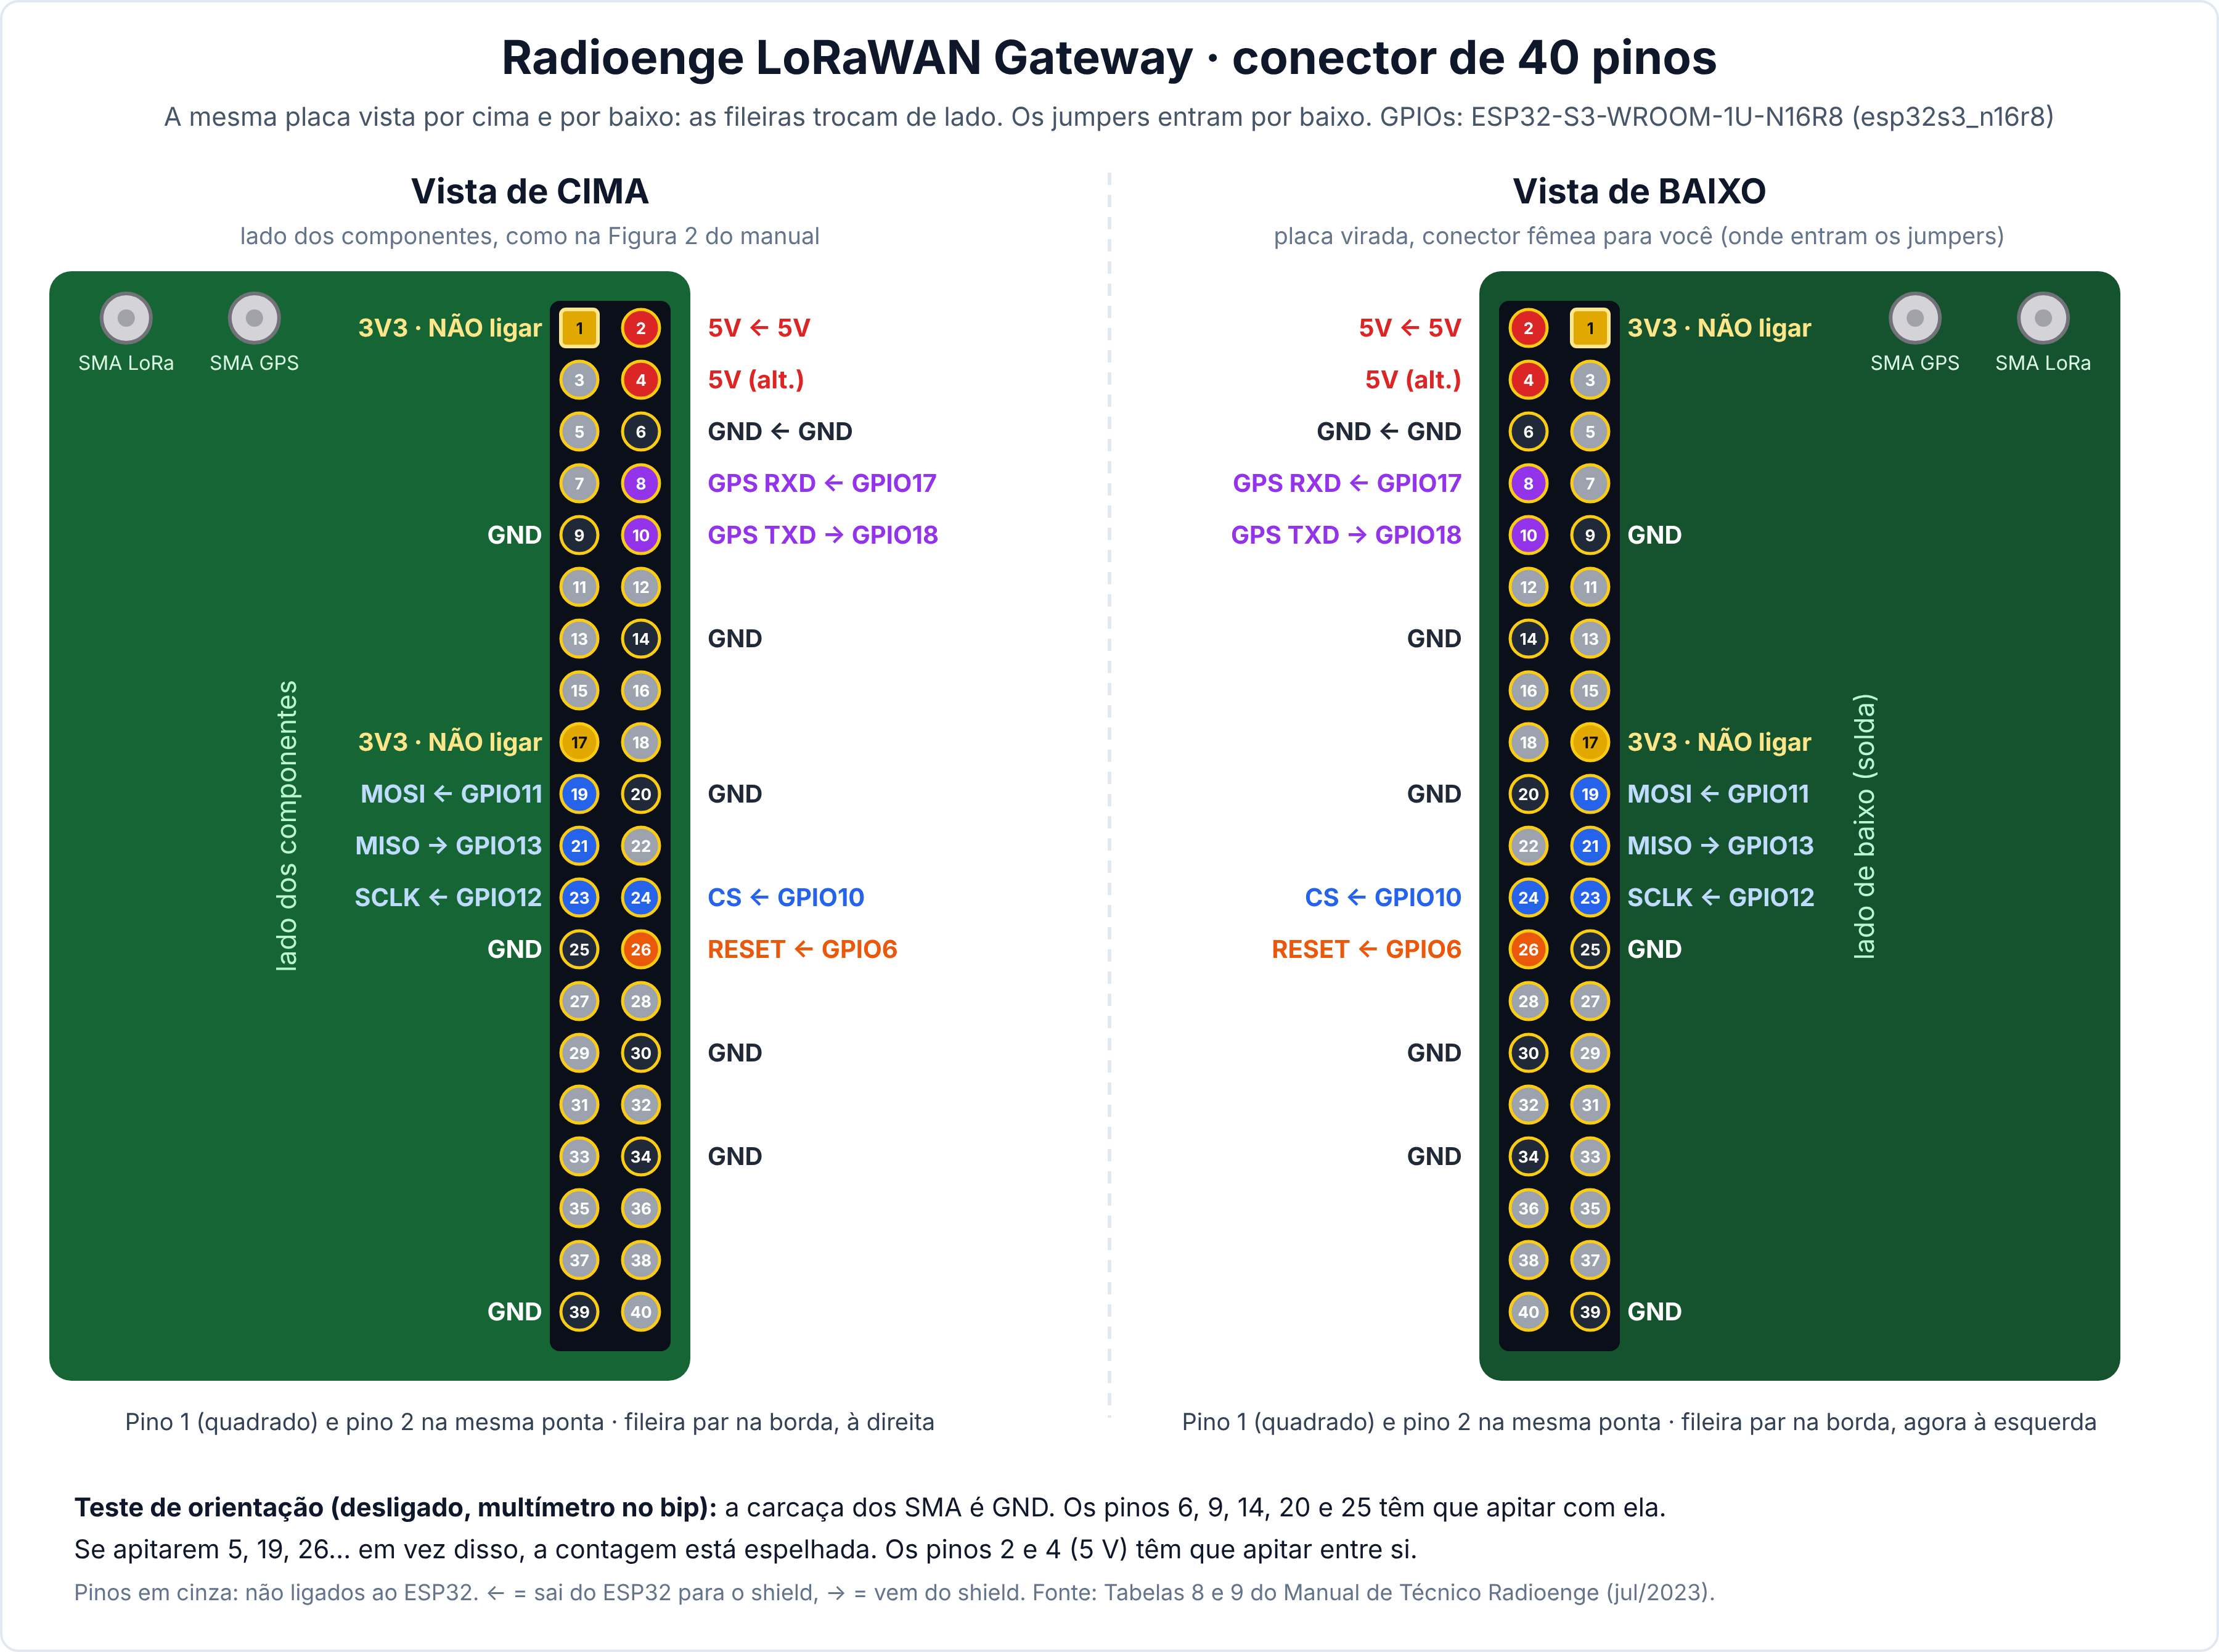 Radioenge LoRaWAN Gateway · conector de 40 pinos
A mesma placa vista por cima e por baixo: as fileiras trocam de lado. Os jumpers entram por baixo. GPIOs: ESP32-S3-WROOM-1U-N16R8 (esp32s3_n16r8)
Vista de CIMA
lado dos componentes, como na Figura 2 do manual
SMA LoRa
SMA GPS
3V3 · NÃO ligar 1 2 5V ← 5V
3 4 5V (alt.)
5 6 GND ← GND
7 8 GPS RXD ← GPIO17
GND 9 10 GPS TXD → GPIO18
11 12
13 14 GND
15 16
3V3 · NÃO ligar 17 18
MOSI ← GPIO11 19 20 GND
MISO → GPIO13 21 22
SCLK ← GPIO12 23 24 CS ← GPIO10
GND 25 26 RESET ← GPIO6
27 28
29 30 GND
31 32
33 34 GND
35 36
37 38
GND 39 40
lado dos componentes
Pino 1 (quadrado) e pino 2 na mesma ponta · fileira par na borda, à direita
Vista de BAIXO
placa virada, conector fêmea para você (onde entram os jumpers)
5V ← 5V 2 1 3V3 · NÃO ligar
SMA GPS
SMA LoRa
5V (alt.) 4 3
GND ← GND 6 5
GPS RXD ← GPIO17 8 7
GPS TXD → GPIO18 10 9 GND
12 11
GND 14 13
16 15
18 17 3V3 · NÃO ligar
GND 20 19 MOSI ← GPIO11
22 21 MISO → GPIO13
CS ← GPIO10 24 23 SCLK ← GPIO12
RESET ← GPIO6 26 25 GND
28 27
GND 30 29
32 31
GND 34 33
36 35
38 37
40 39 GND
lado de baixo (solda)
Pino 1 (quadrado) e pino 2 na mesma ponta · fileira par na borda, agora à esquerda
Teste de orientação (desligado, multímetro no bip): a carcaça dos SMA é GND. Os pinos 6, 9, 14, 20 e 25 têm que apitar com ela.
Se apitarem 5, 19, 26... em vez disso, a contagem está espelhada. Os pinos 2 e 4 (5 V) têm que apitar entre si.
Pinos em cinza: não ligados ao ESP32. ← = sai do ESP32 para o shield, → = vem do shield. Fonte: Tabelas 8 e 9 do Manual de Técnico Radioenge (jul/2023).